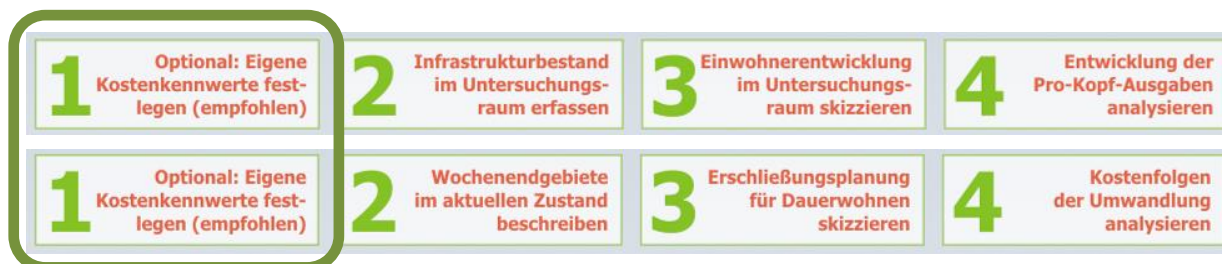 1
Optional: Eigene
Kostenkennwerte fest-
legen (empfohlen)
2
Infrastrukturbestand
im Untersuchungs-
raum erfassen
3
Einwohnerentwicklung
im Untersuchungs-
raum skizzieren
4
Entwicklung der
Pro-Kopf-Ausgaben
analysieren
1
Optional: Eigene
Kostenkennwerte fest-
legen (empfohlen)
2
Wochenendgebiete
im aktuellen Zustand
beschreiben
3
Erschließungsplanung
für Dauerwohnen
skizzieren
4
Kostenfolgen
der Umwandlung
analysieren